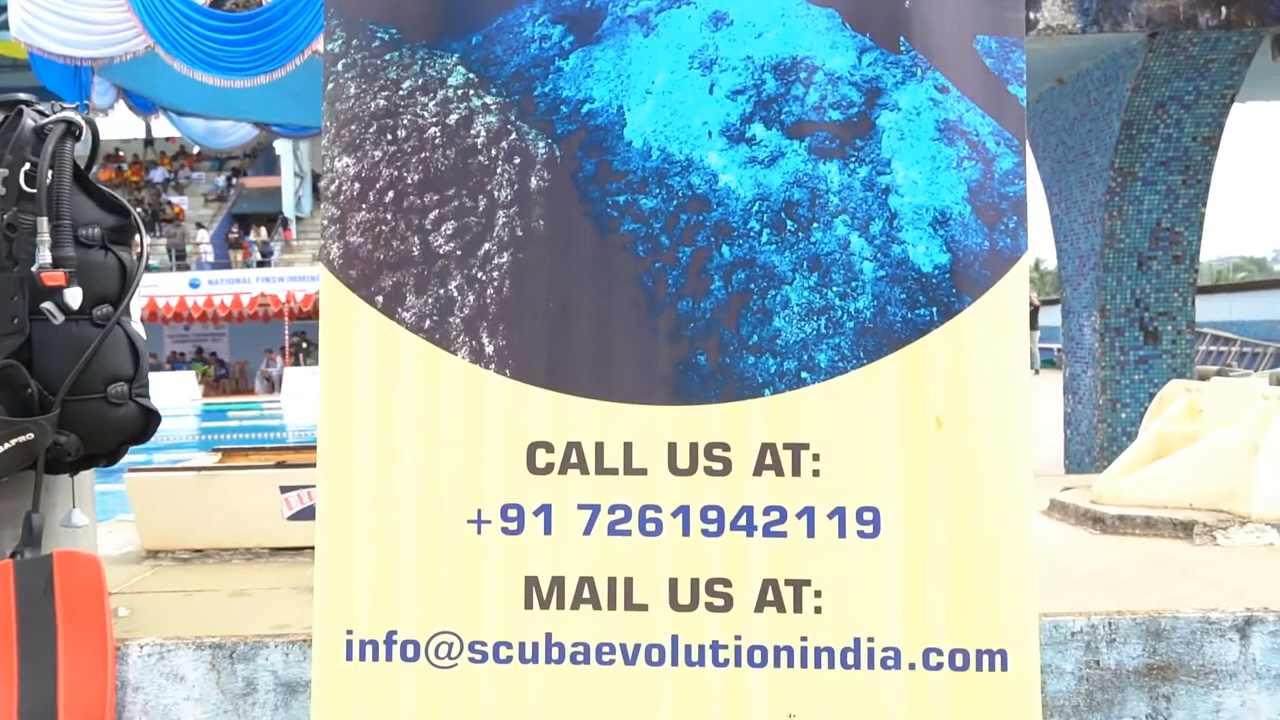 NATIONAL FINSWIMMING
CALL US AT:
+91 7261942119
MAIL US AT:
info@scubaevolutionindia.com